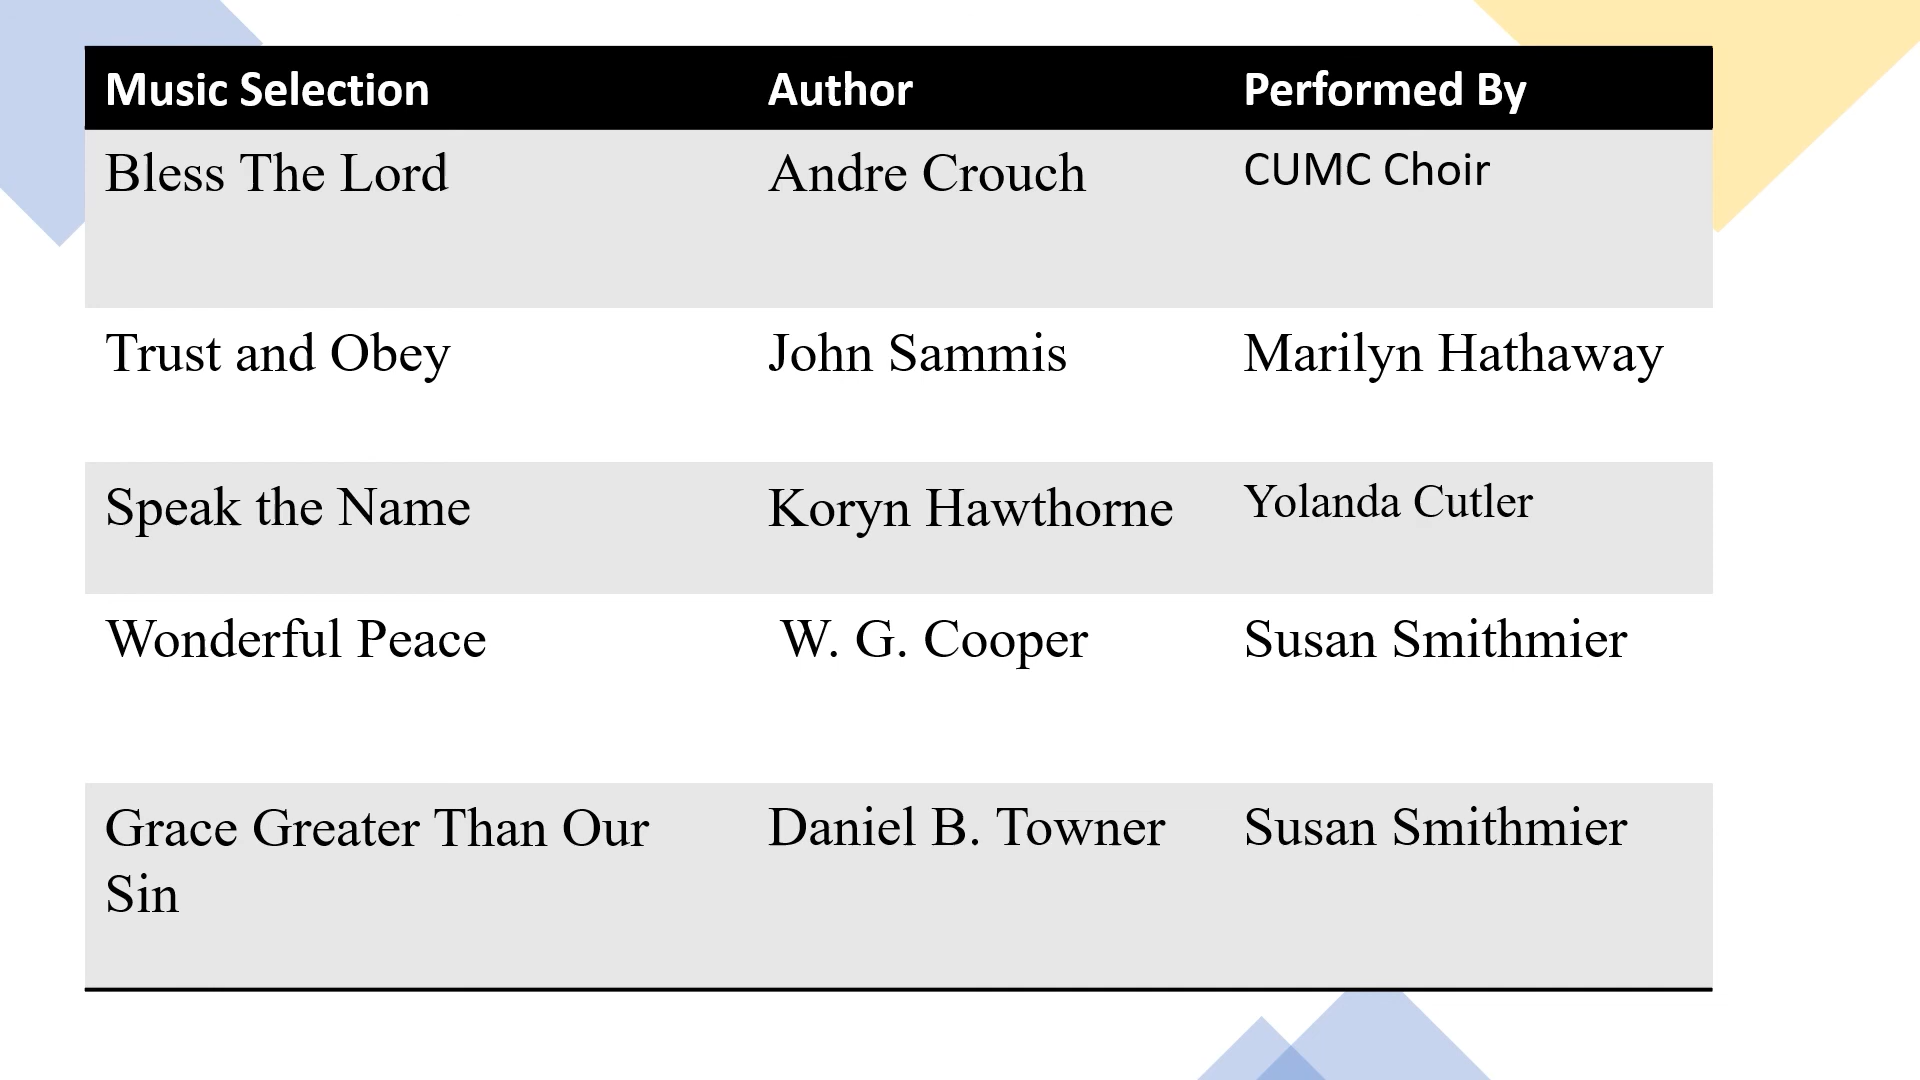 Music Selection Author Performed By
Bless The Lord Andre Crouch CUMC Choir
Trust and Obey John Sammis Marilyn Hathaway
Speak the Name Koryn Hawthorne Yolanda Cutler
Wonderful Peace W. G. Cooper Susan Smithmier
Grace Greater Than Our Daniel B. Towner Susan Smithmier
Sin